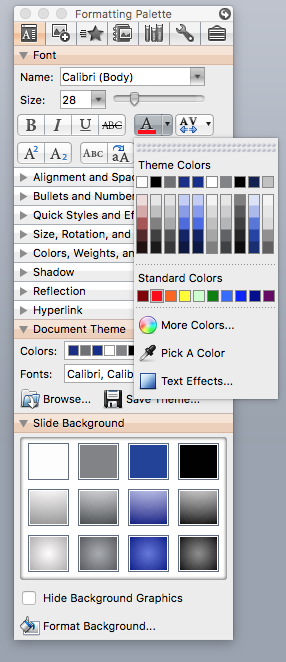 Formatting Palette
Font
Name: Calibri (Body)
Size: 28
B I U ABC A AV
A2 A2 ABC aA
Theme Colors
Alignment and Spac
Bullets and Number
Quick Styles and Ef
Size, Rotation, and
Colors, Weights, an
Shadow
Reflection
Hyperlink
Standard Colors
More Colors...
Pick A Color
Text Effects...
Document Theme
Colors:
Fonts: Calibri, Calib
Browse... Save Theme...
Slide Background
Hide Background Graphics
Format Background...